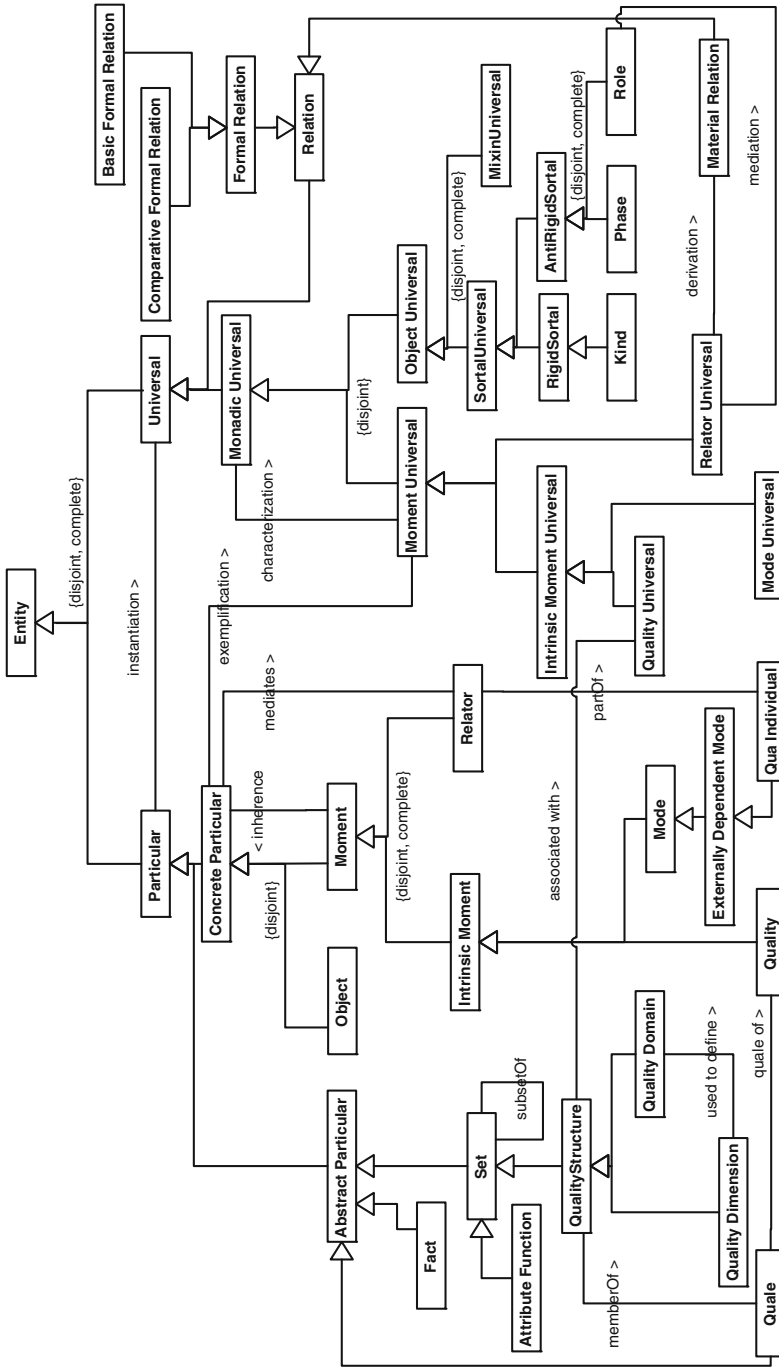 Entity
{disjoint, complete}
Particular
instantiation >
Universal
Basic Formal Relation
Comparative Formal Relation
Formal Relation
Relation
Concrete Particular
exemplification >
mediates >
< inherence
{disjoint}
characterization >
Monadic Universal
{disjoint}
Abstract Particular
Fact
Object
Moment
{disjoint, complete}
Moment Universal
Object Universal
{disjoint, complete}
MixinUniversal
SortalUniversal
Set
subsetOf
Attribute Function
Intrinsic Moment
Relator
RigidSortal
AntiRigidSortal
{disjoint, complete}
Kind
Phase
Role
QualityStructure
associated with >
partOf >
Intrinsic Moment Universal
Quality Universal
Mode Universal
Relator Universal
derivation >
Material Relation
mediation >
memberOf >
Quality Domain
used to define >
Quality Dimension
Mode
Externally Dependent Mode
Quale
quale of >
Quality
Qua Individual